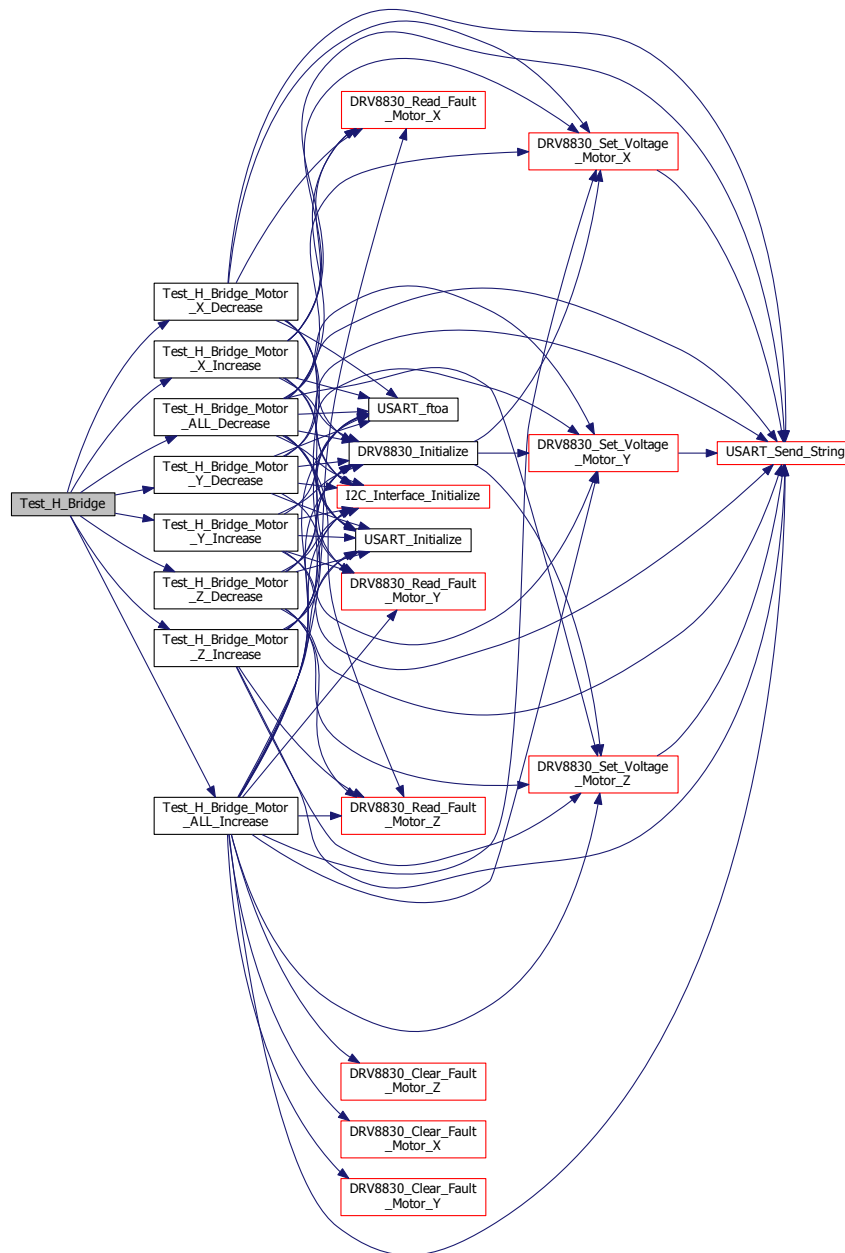 Test_H_Bridge
Test_H_Bridge_Motor
_X_Decrease
Test_H_Bridge_Motor
_X_Increase
Test_H_Bridge_Motor
_ALL_Decrease
Test_H_Bridge_Motor
_Y_Decrease
Test_H_Bridge_Motor
_Y_Increase
Test_H_Bridge_Motor
_Z_Decrease
Test_H_Bridge_Motor
_Z_Increase
Test_H_Bridge_Motor
_ALL_Increase
DRV8830_Read_Fault
_Motor_X
USART_ftoa
DRV8830_Initialize
I2C_Interface_Initialize
USART_Initialize
DRV8830_Read_Fault
_Motor_Y
DRV8830_Read_Fault
_Motor_Z
DRV8830_Clear_Fault
_Motor_Z
DRV8830_Clear_Fault
_Motor_X
DRV8830_Clear_Fault
_Motor_Y
DRV8830_Set_Voltage
_Motor_X
DRV8830_Set_Voltage
_Motor_Y
DRV8830_Set_Voltage
_Motor_Z
USART_Send_String